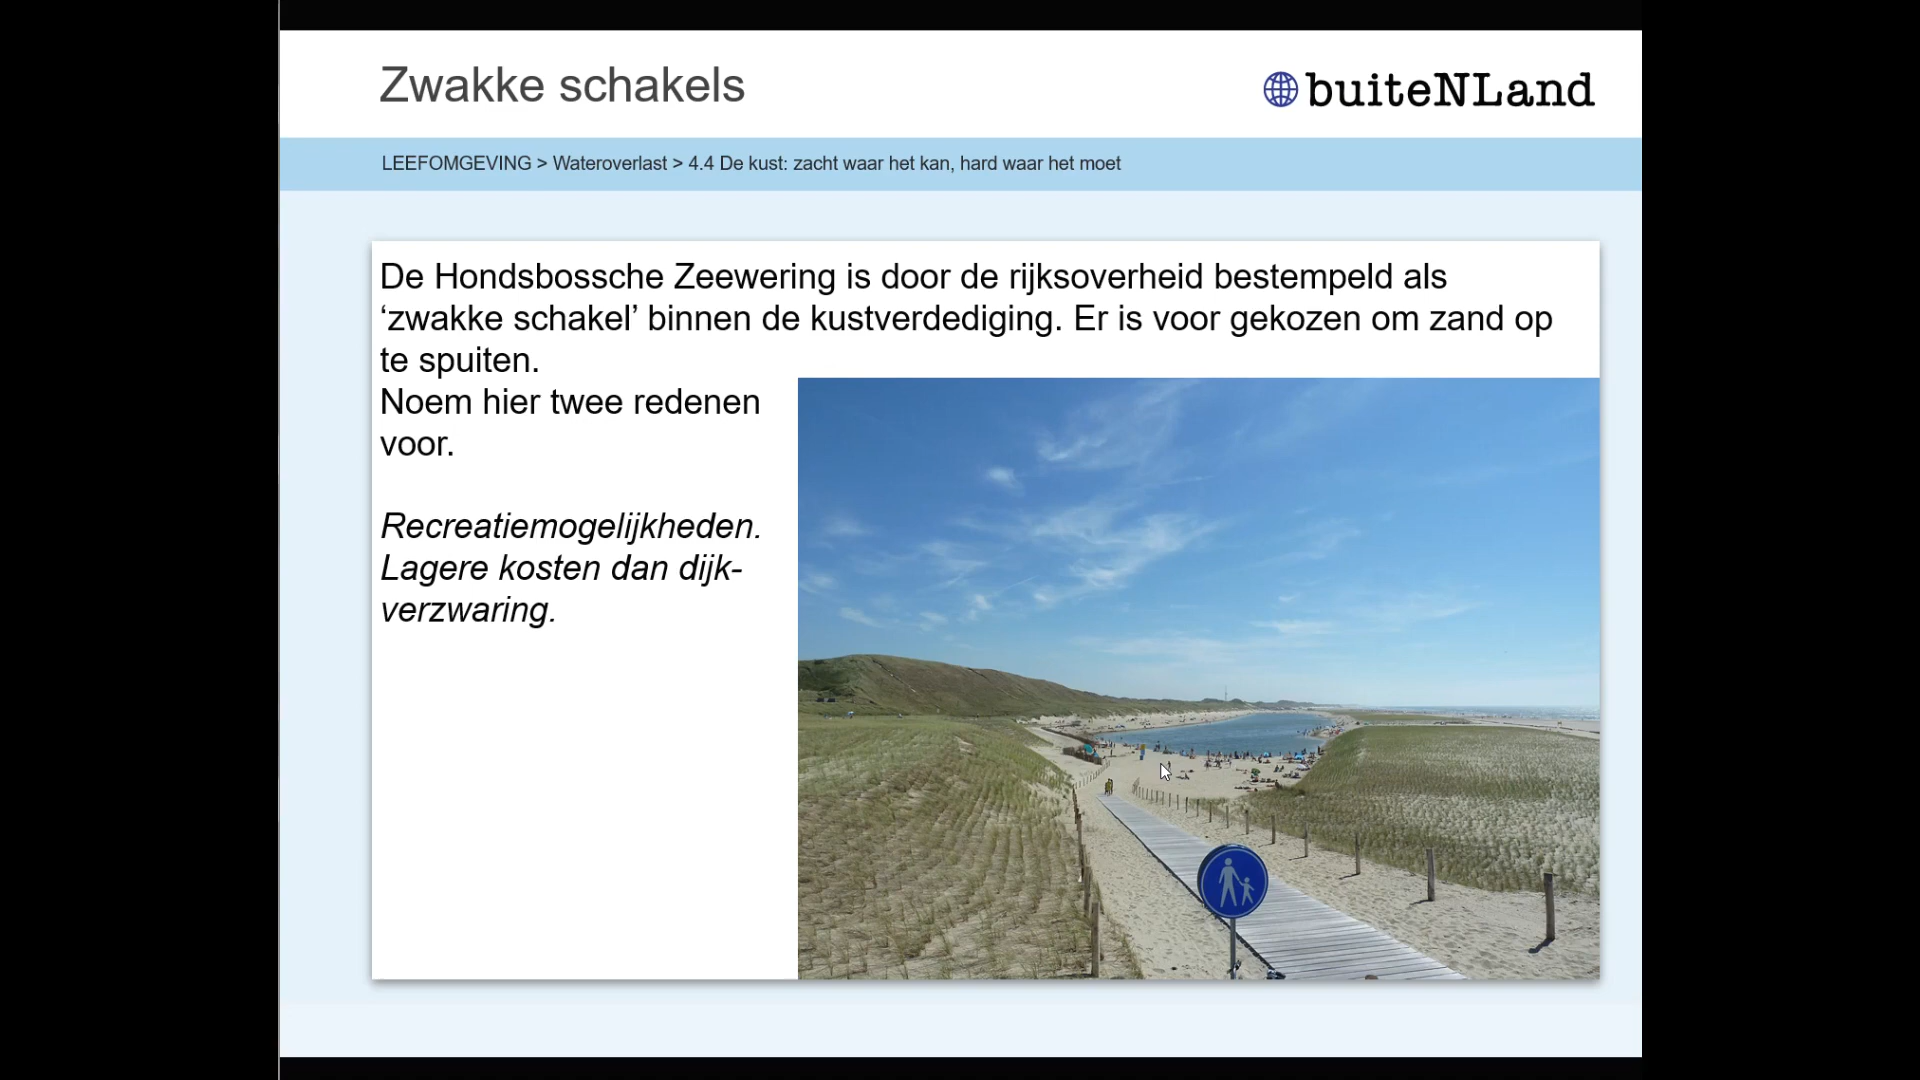 Zwakke schakels
buiteNLand
LEEFOMGEVING > Wateroverlast > 4.4 De kust: zacht waar het kan, hard waar het moet
De Hondsbossche Zeewering is door de rijksoverheid bestempeld als
‘zwakke schakel’ binnen de kustverdediging. Er is voor gekozen om zand op
te spuiten.
Noem hier twee redenen
voor.
Recreatiemogelijkheden.
Lagere kosten dan dijk-
verzwaring.